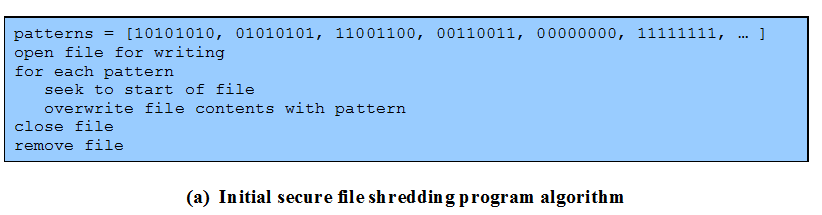 patterns = [10101010, 01010101, 11001100, 00110011, 00000000, 11111111, … ]
open file for writing
for each pattern
   seek to start of file
   overwrite file contents with pattern
close file
remove file
(a) Initial secure file shredding program algorithm